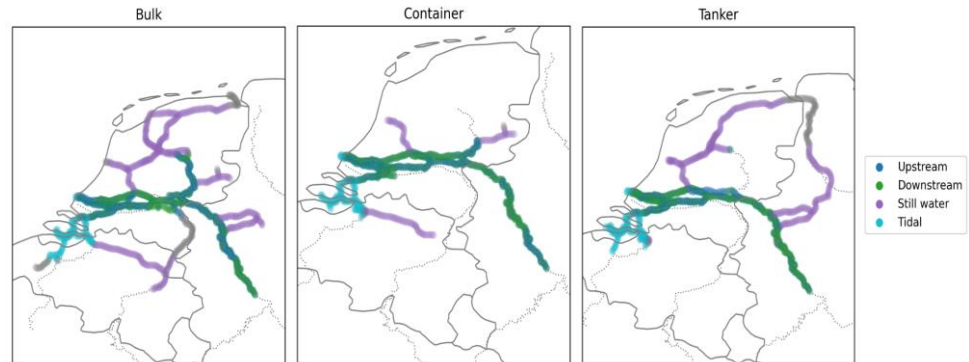 Bulk
Container
Tanker
Upstream
Downstream
Still water
Tidal